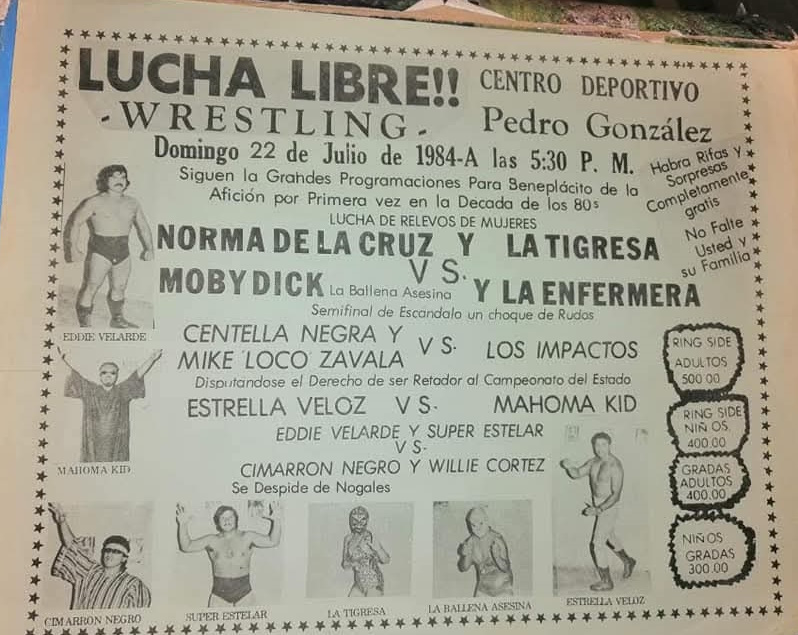 LUCHA LIBRE!!
CENTRO DEPORTIVO
-WRESTLING-
Pedro González
Domingo 22 de Julio de 1984-A las 5:30 P. M.
Siguen la Grandes Programaciones Para Beneplácito de la
Afición por Primera vez en la Decada de los 80s
Habra Rifas Y
Sorpresas
Completamente
gratis
No Falte
Usted y
su Familia
LUCHA DE RELEVOS DE MUJERES
NORMA DE LA CRUZ Y LA TIGRESA
VS.
MOBY DICK La Ballena Asesina Y LA ENFERMERA
Semifinal de Escandalo un choque de Rudos
CENTELLA NEGRA Y
MIKE 'LOCO' ZAVALA
VS.
LOS IMPACTOS
Disputándose el Derecho de ser Retador al Campeonato del Estado
ESTRELLA VELOZ VS. MAHOMA KID
EDDIE VELARDE Y SUPER ESTELAR
VS.
CIMARRON NEGRO Y WILLIE CORTEZ
Se Despide de Nogales
RING SIDE
ADULTOS
500.00
RING SIDE
NIÑOS.
400.00
GRADAS
ADULTOS
400.00
NIÑOS
GRADAS
300.00
EDDIE VELARDE
MAHOMA KID
CIMARRON NEGRO
SUPER ESTELAR
LA TIGRESA
LA BALLENA ASESINA
ESTRELLA VELOZ